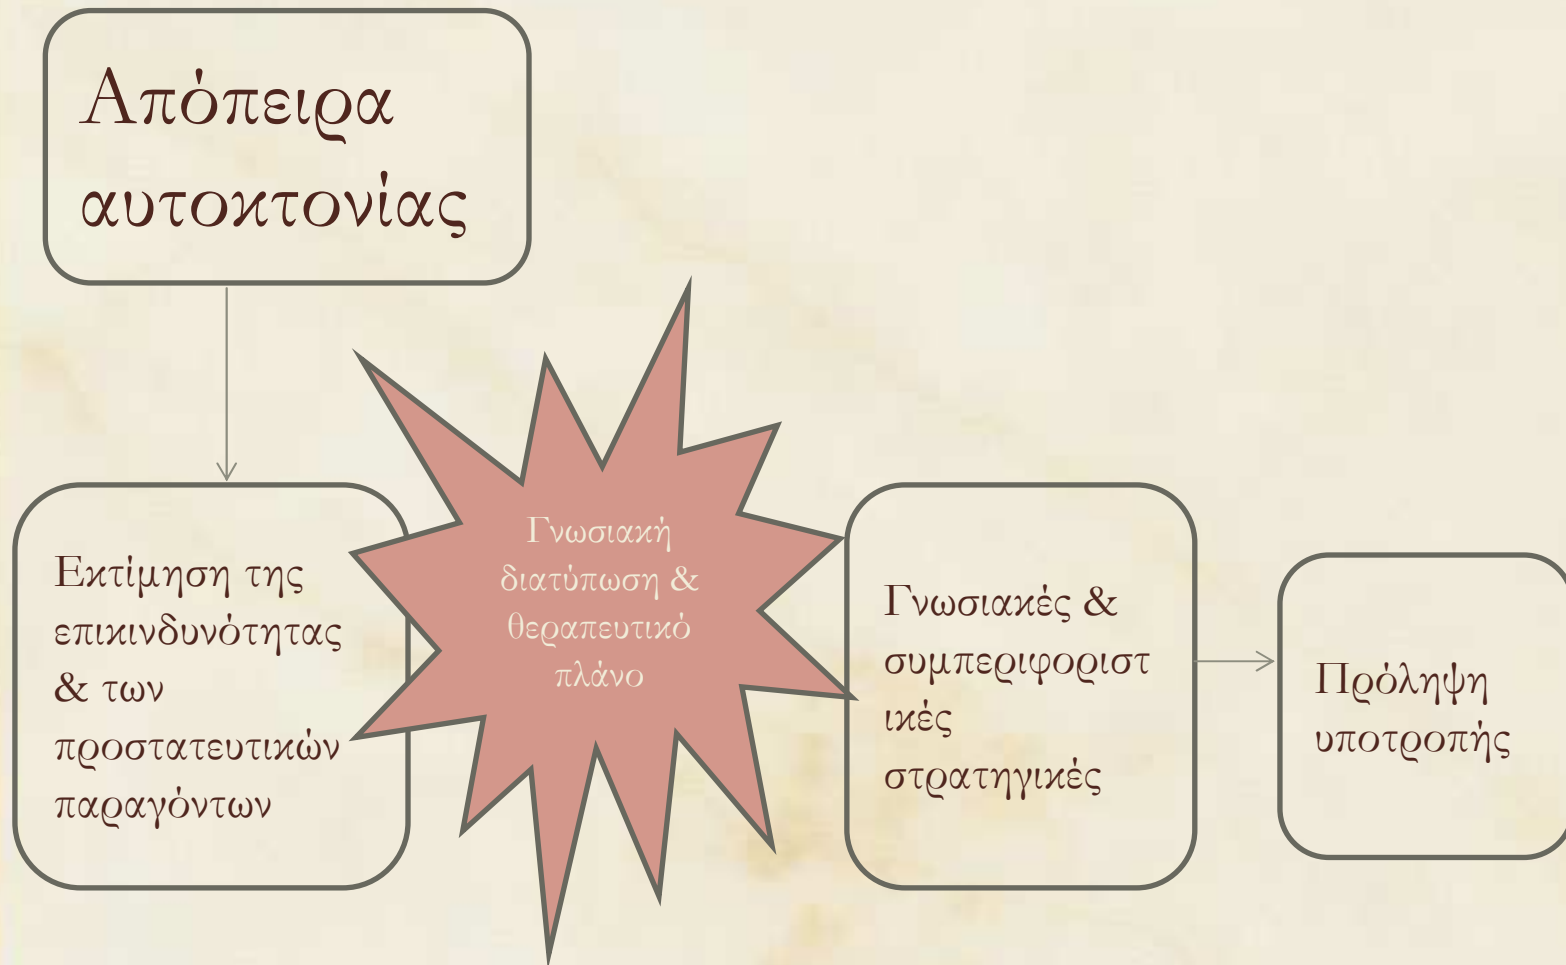 Απόπειρα
αυτοκτονίας
Εκτίμηση της
επικινδυνότητας
& των
προστατευτικών
παραγόντων
Γνωσιακή
διατύπωση &
θεραπευτικό
πλάνο
Γνωσιακές &
συμπεριφοριστ
ικές
στρατηγικές
Πρόληψη
υποτροπής